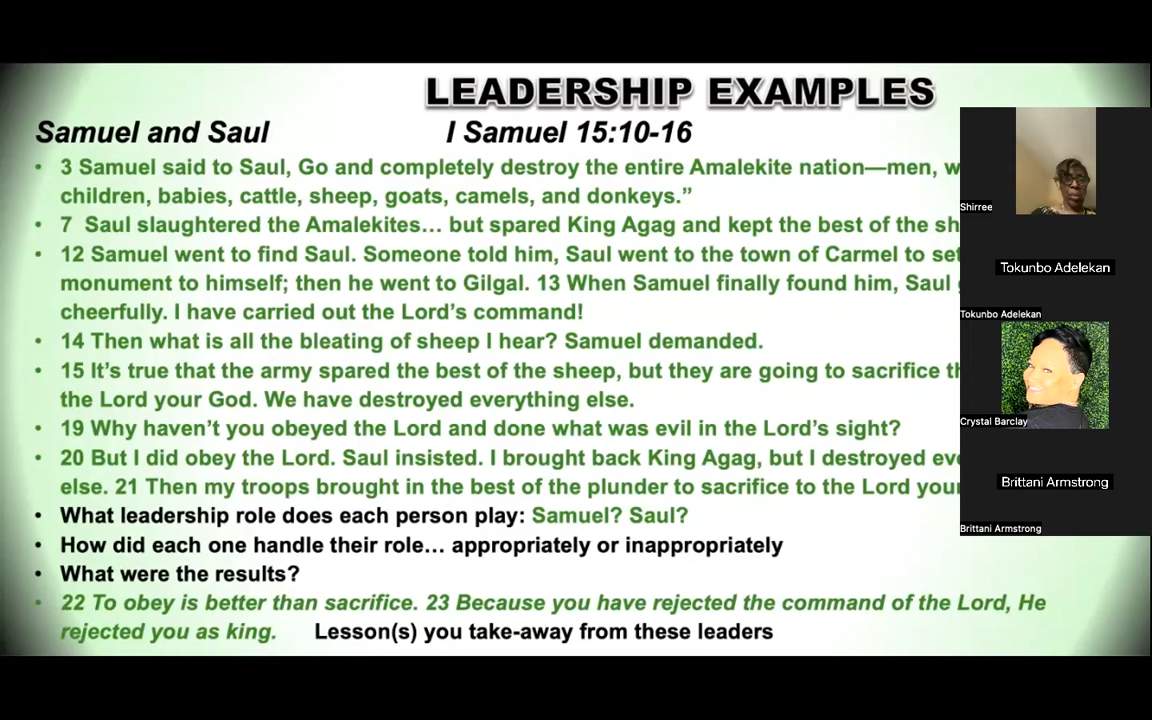 LEADERSHIP EXAMPLES
Samuel and Saul I Samuel 15:10-16
• 3 Samuel said to Saul, Go and completely destroy the entire Amalekite nation—men,
children, babies, cattle, sheep, goats, camels, and donkeys.”
• 7 Saul slaughtered the Amalekites… but spared King Agag and kept the best of the
• 12 Samuel went to find Saul. Someone told him, Saul went to the town of Carmel to
monument to himself; then he went to Gilgal. 13 When Samuel finally found him, Saul
cheerfully. I have carried out the Lord’s command!
• 14 Then what is all the bleating of sheep I hear? Samuel demanded.
• 15 It’s true that the army spared the best of the sheep, but they are going to sacrifice
the Lord your God. We have destroyed everything else.
• 19 Why haven’t you obeyed the Lord and done what was evil in the Lord’s sight?
• 20 But I did obey the Lord. Saul insisted. I brought back King Agag, but I destroyed
else. 21 Then my troops brought in the best of the plunder to sacrifice to the Lord
• What leadership role does each person play: Samuel? Saul?
• How did each one handle their role… appropriately or inappropriately
• What were the results?
• 22 To obey is better than sacrifice. 23 Because you have rejected the command of the Lord, He
rejected you as king. Lesson(s) you take-away from these leaders
Shirree
Tokunbo Adelekan
Tokunbo Adelekan
Crystal Barclay
Brittani Armstrong
Brittani Armstrong